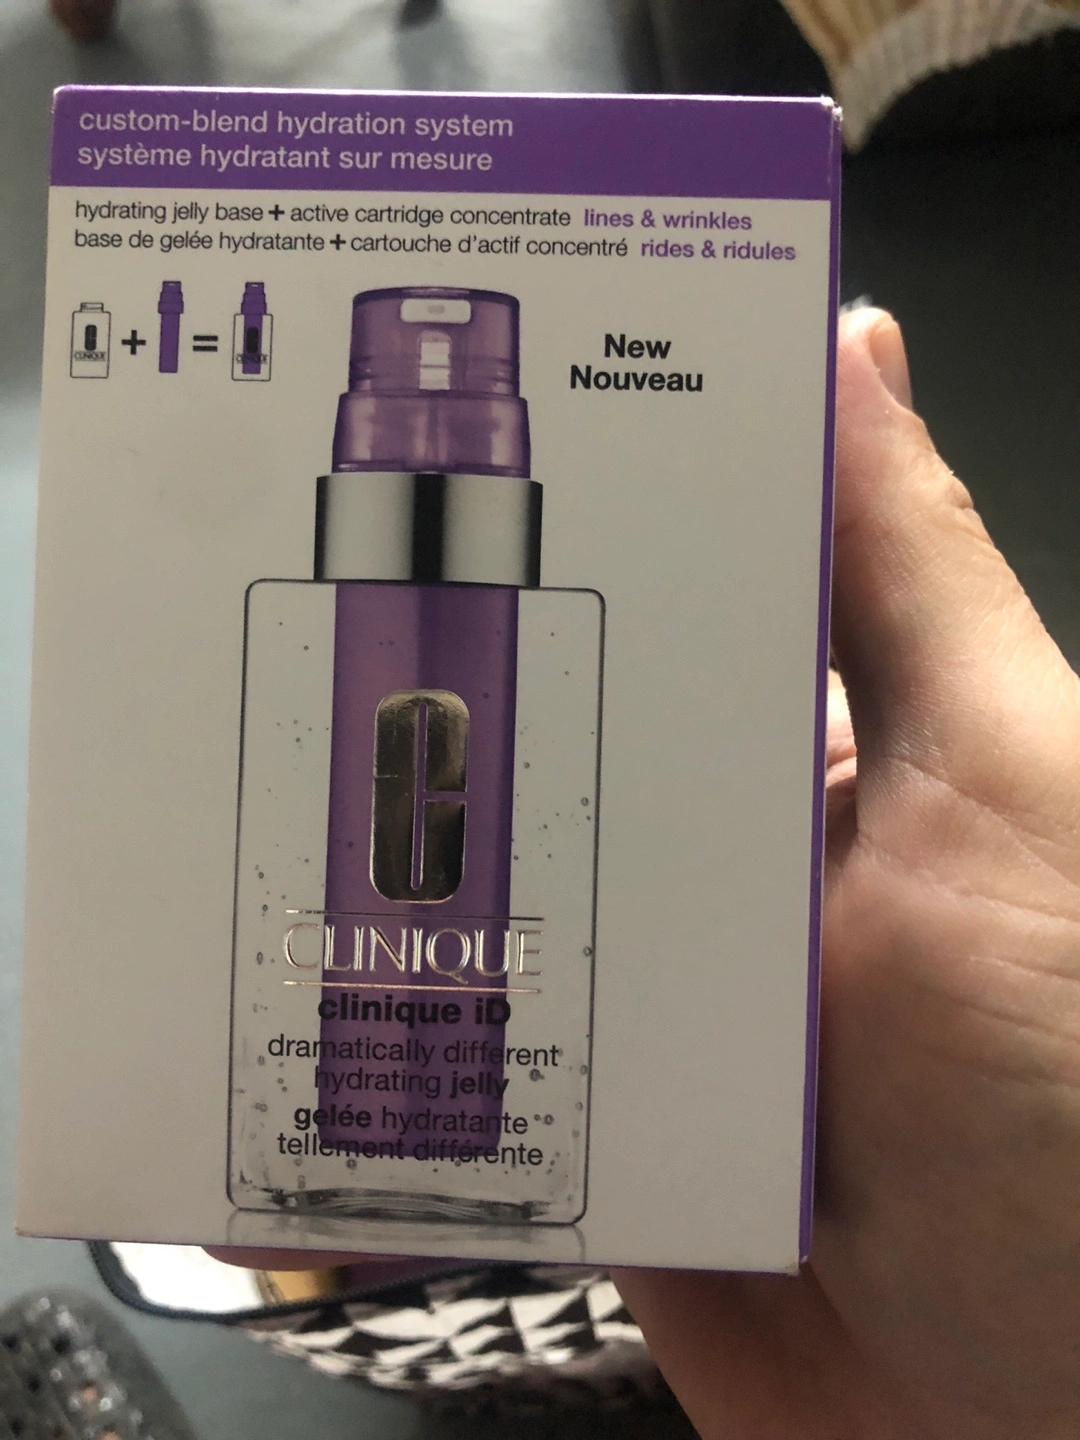 custom-blend hydration system
système hydratant sur mesure
hydrating jelly base + active cartridge concentrate lines & wrinkles
base de gelée hydratante + cartouche d'actif concentré rides & ridules
CLINIQUE + = CLINIQUE
New
Nouveau
CLINIQUE
clinique iD
dramatically different
hydrating jelly
gelée hydratante
tellement différente